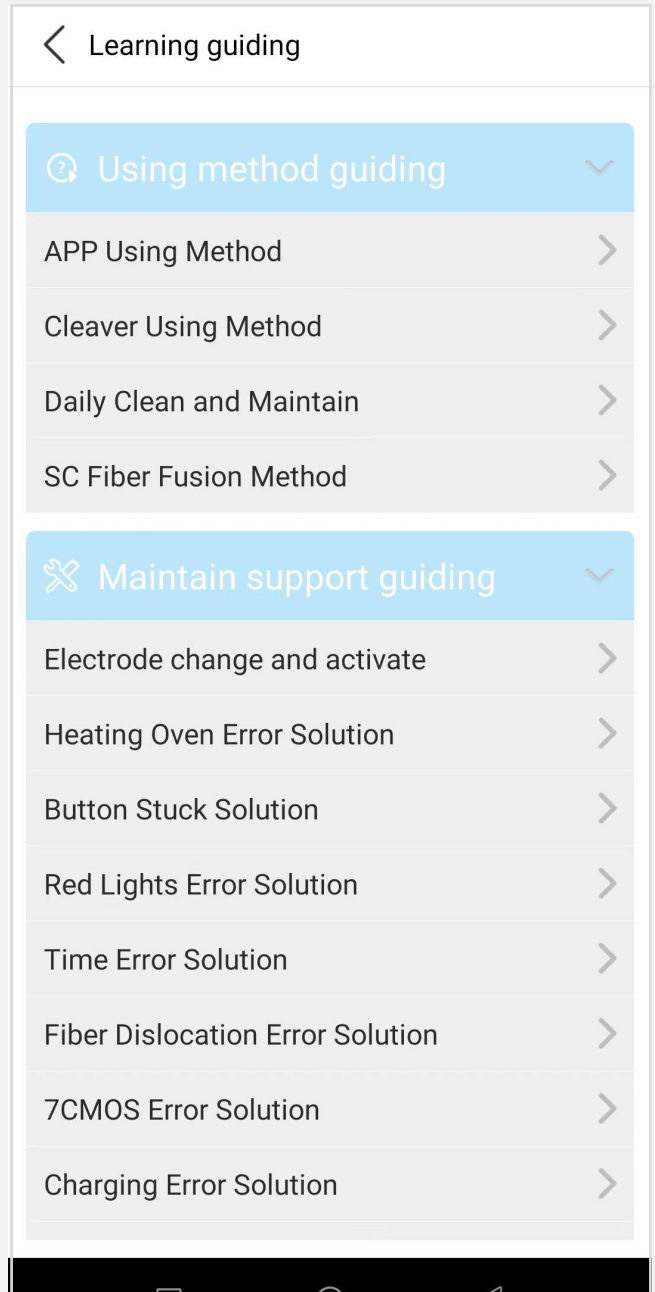 Learning guiding
Using method guiding
APP Using Method
Cleaver Using Method
Daily Clean and Maintain
SC Fiber Fusion Method
Maintain support guiding
Electrode change and activate
Heating Oven Error Solution
Button Stuck Solution
Red Lights Error Solution
Time Error Solution
Fiber Dislocation Error Solution
7CMOS Error Solution
Charging Error Solution